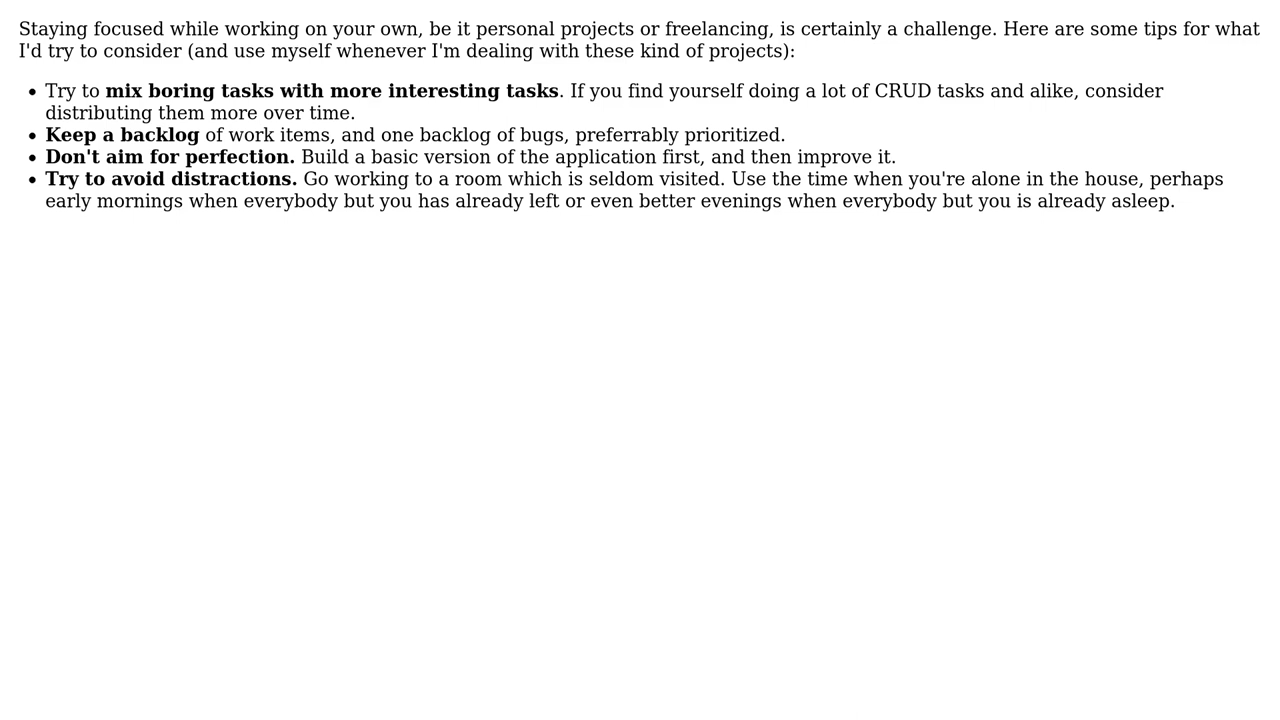 Staying focused while working on your own, be it personal projects or freelancing, is certainly a challenge. Here are some tips for what
I'd try to consider (and use myself whenever I'm dealing with these kind of projects):
• Try to mix boring tasks with more interesting tasks. If you find yourself doing a lot of CRUD tasks and alike, consider
distributing them more over time.
• Keep a backlog of work items, and one backlog of bugs, preferrably prioritized.
• Don't aim for perfection. Build a basic version of the application first, and then improve it.
• Try to avoid distractions. Go working to a room which is seldom visited. Use the time when you're alone in the house, perhaps
early mornings when everybody but you has already left or even better evenings when everybody but you is already asleep.